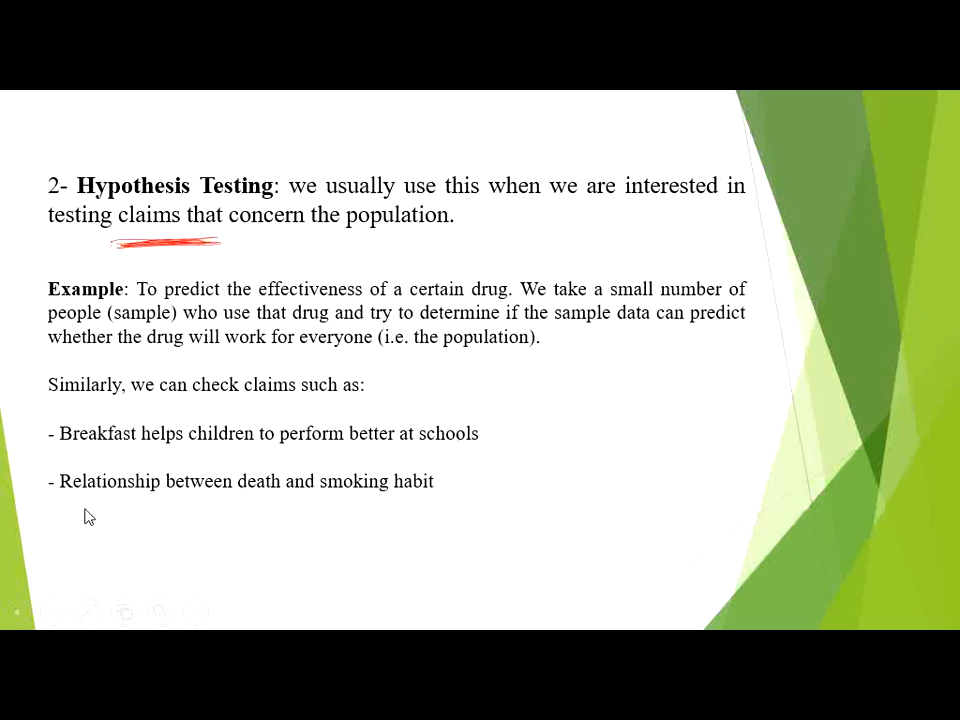 2- Hypothesis Testing: we usually use this when we are interested in
testing claims that concern the population.
Example: To predict the effectiveness of a certain drug. We take a small number of
people (sample) who use that drug and try to determine if the sample data can predict
whether the drug will work for everyone (i.e. the population).
Similarly, we can check claims such as:
- Breakfast helps children to perform better at schools
- Relationship between death and smoking habit